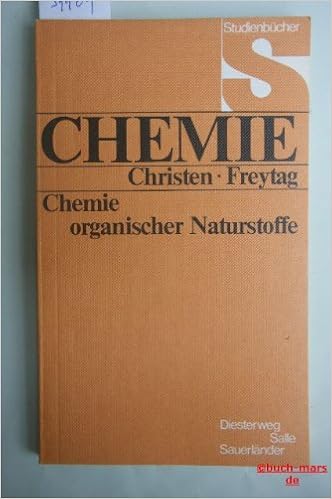 Studienbücher
S
CHEMIE
Christen · Freytag
Chemie
organischer Naturstoffe
Diesterweg
Salle
Sauerländer
©buch-mars
de